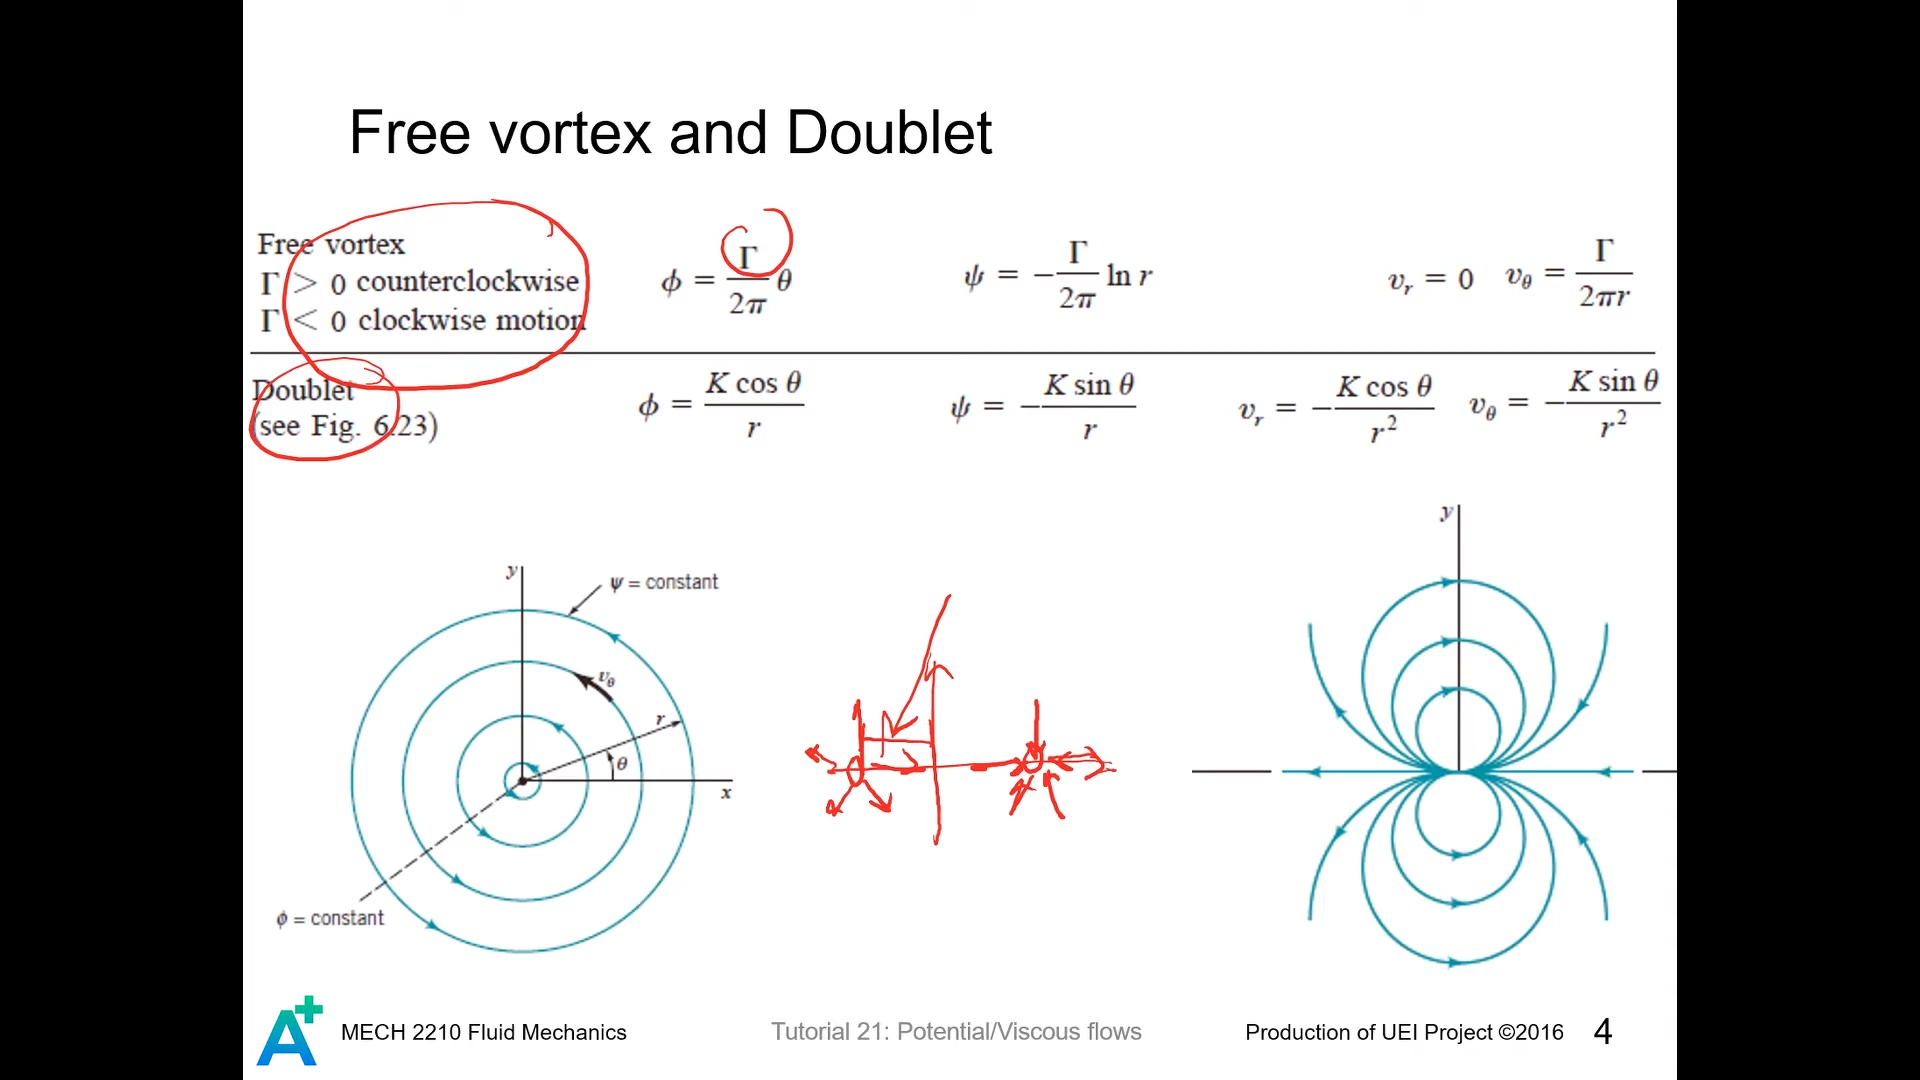 Free vortex and Doublet
Free vortex
Γ > 0 counterclockwise
Γ < 0 clockwise motion
ϕ = Γ/2π θ
ψ = −Γ/2π ln r
v_r = 0 v_θ = Γ/2πr
Doublet
(see Fig. 6.23)
ϕ = K cos θ/r
ψ = −K sin θ/r
v_r = −K cos θ/r² v_θ = −K sin θ/r²
y
ψ = constant
v_θ
r
θ
x
ϕ = constant
y
A+
MECH 2210 Fluid Mechanics
Tutorial 21: Potential/Viscous flows
Production of UEI Project ©2016
4